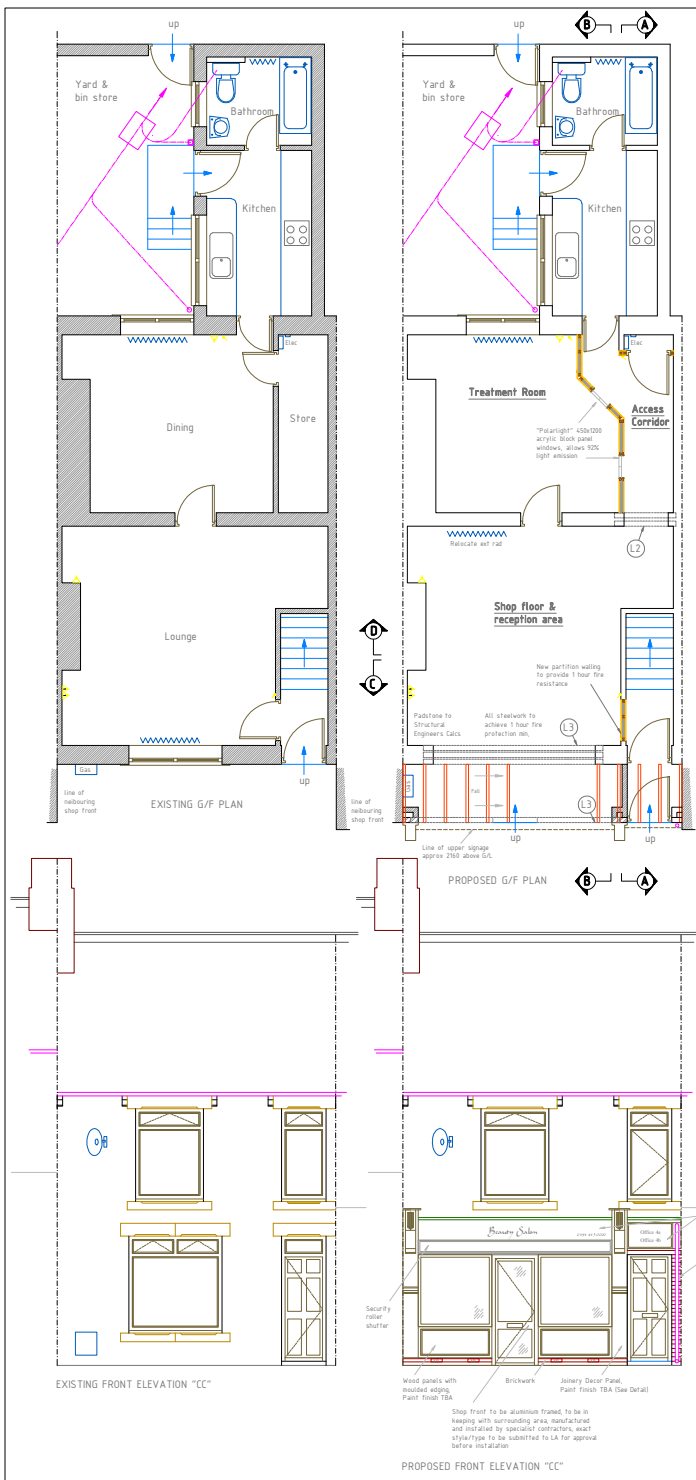 up
Yard &
bin store
Bathroom
Kitchen
Elec
Dining
Store
Lounge
Gas
line of
neibouring
shop front
EXISTING G/F PLAN
up
line of
neibouring
shop front
B
A
up
Yard &
bin store
Bathroom
Kitchen
Elec
Treatment Room
Access
Corridor
"Polarlight" 450x1200
acrylic block panel
windows, allows 92%
light emission
L2
Relocate ext rad
Shop floor &
reception area
D
C
New partition walling
to provide 1 hour fire
resistance
Padstone to
Structural
Engineers Calcs
All steelwork to
achieve 1 hour fire
protection min,
L3
Gas
Fall
L3
up
up
Line of upper signage
approx 2160 above G/L
PROPOSED G/F PLAN
B
A
EXISTING FRONT ELEVATION "CC"
Beauty Salon
Office 4a
Office 4b
Security
roller
shutter
Wood panels with
moulded edging,
Paint finish TBA
Brickwork
Joinery Decor Panel,
Paint finish TBA (See Detail)
Shop front to be aluminium framed, to be in
keeping with surrounding area, manufactured
and installed by specialist contractors, exact
style/type to be submitted to LA for approval
before installation
PROPOSED FRONT ELEVATION "CC"